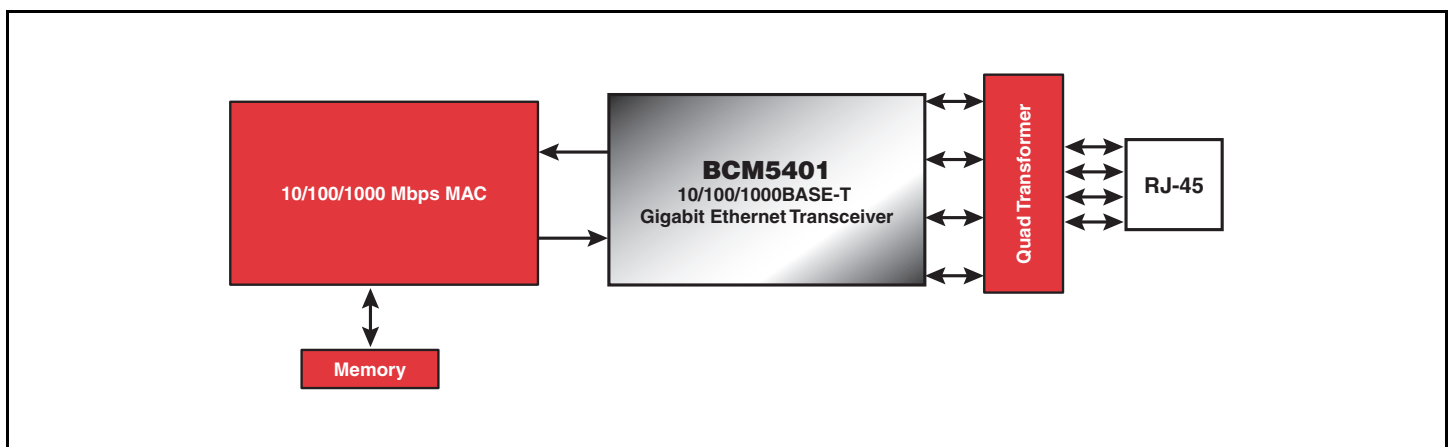 10/100/1000 Mbps MAC
BCM5401
10/100/1000BASE-T
Gigabit Ethernet Transceiver
Quad Transformer
RJ-45
Memory